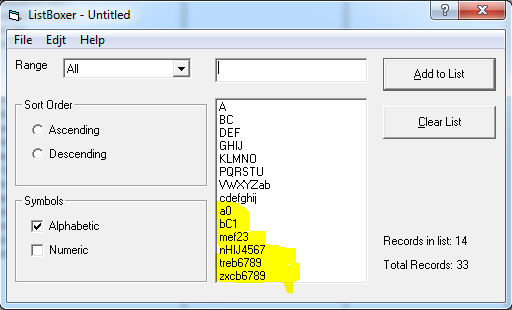 ListBoxer - Untitled
File Edjt Help
Range All Add to List
Sort Order
Ascending
Descending
Symbols
Alphabetic
Numeric
A
BC
DEF
GHIJ
KLMNO
PQRSTU
VWXYZab
cdefghij
a0
bC1
mef23
nHIJ4567
treb6789
zxcb6789
Clear List
Records in list: 14
Total Records: 33